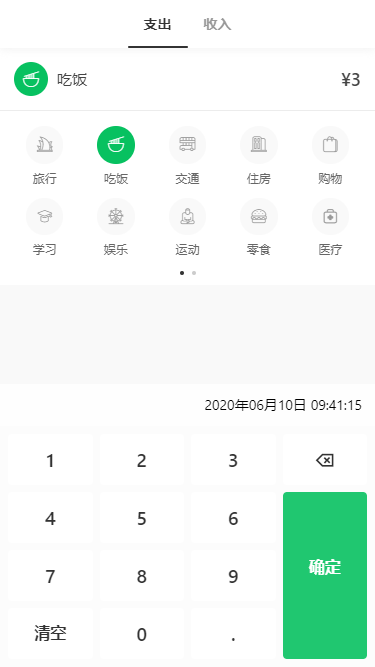 支出 收入
吃饭 ¥3
旅行 吃饭 交通 住房 购物
学习 娱乐 运动 零食 医疗
2020年06月10日 09:41:15
1 2 3
4 5 6
确定
7 8 9
清空 0 .